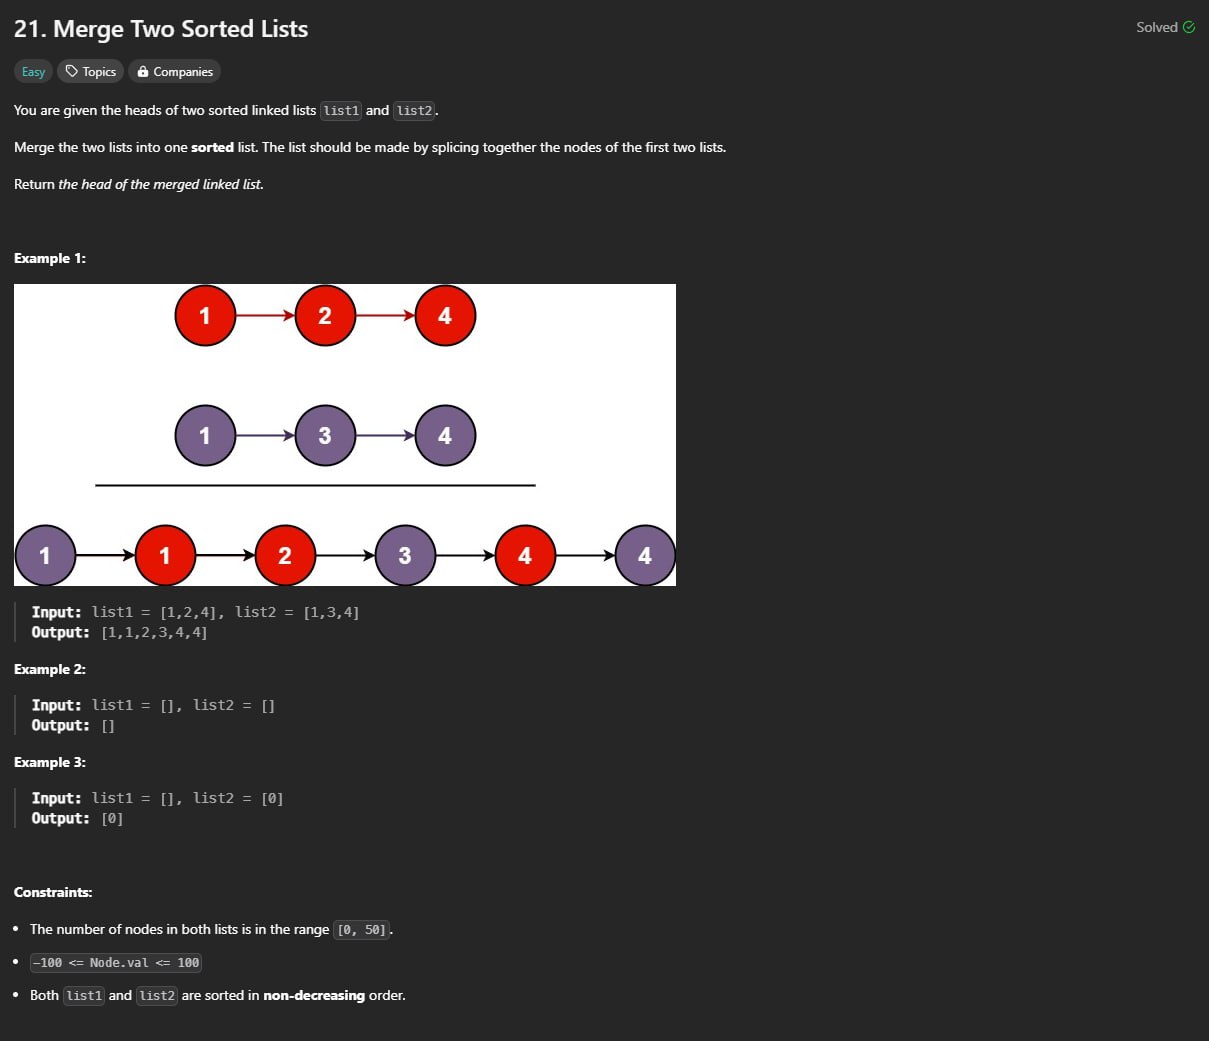 21. Merge Two Sorted Lists
Solved
Easy Topics Companies
You are given the heads of two sorted linked lists list1 and list2.
Merge the two lists into one sorted list. The list should be made by splicing together the nodes of the first two lists.
Return the head of the merged linked list.
Example 1:
1 2 4
1 3 4
1 1 2 3 4 4
Input: list1 = [1,2,4], list2 = [1,3,4]
Output: [1,1,2,3,4,4]
Example 2:
Input: list1 = [], list2 = []
Output: []
Example 3:
Input: list1 = [], list2 = [0]
Output: [0]
Constraints:
• The number of nodes in both lists is in the range [0, 50].
• -100 <= Node.val <= 100
• Both list1 and list2 are sorted in non-decreasing order.